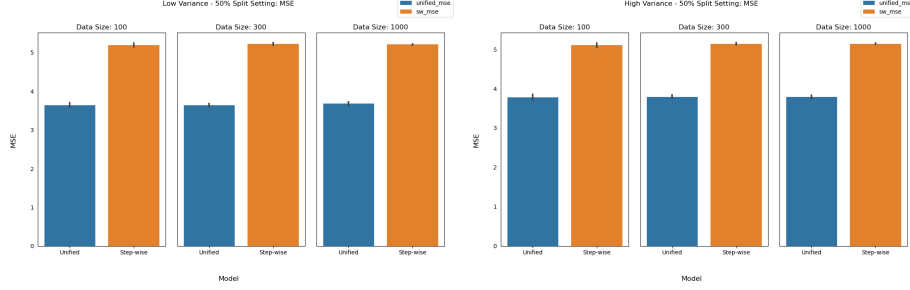 Low Variance - 50% Split Setting: MSE
unified_mse
sw_mse
Data Size: 100
Data Size: 300
Data Size: 1000
MSE
5
4
3
2
1
0
Unified
Step-wise
Unified
Step-wise
Unified
Step-wise
Model
High Variance - 50% Split Setting: MSE
unified_mse
sw_mse
Data Size: 100
Data Size: 300
Data Size: 1000
MSE
5
4
3
2
1
0
Unified
Step-wise
Unified
Step-wise
Unified
Step-wise
Model